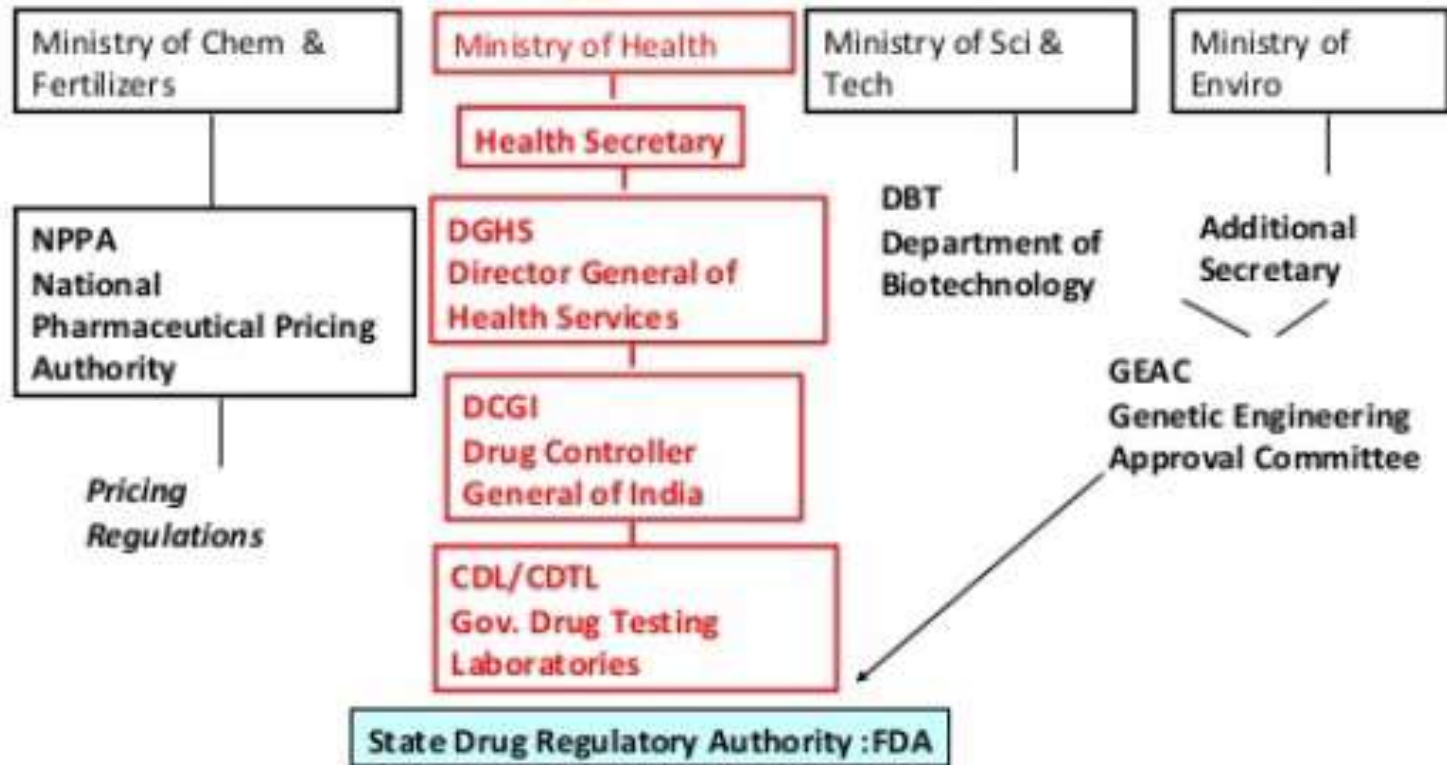 Ministry of Chem &
Fertilizers
Ministry of Health
Ministry of Sci &
Tech
Ministry of
Enviro
Health Secretary
NPPA
National
Pharmaceutical Pricing
Authority
DGHS
Director General of
Health Services
DBT
Department of
Biotechnology
Additional
Secretary
Pricing
Regulations
DCGI
Drug Controller
General of India
GEAC
Genetic Engineering
Approval Committee
CDL/CDTL
Gov. Drug Testing
Laboratories
State Drug Regulatory Authority :FDA